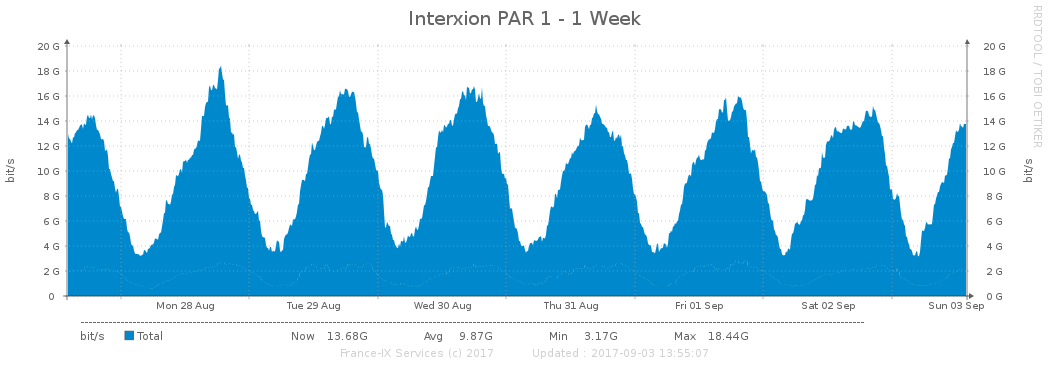 Interxion PAR 1 - 1 Week
RRDTOOL / TOBI OETIKER
20 G 20 G
18 G 18 G
16 G 16 G
14 G 14 G
12 G 12 G
10 G 10 G
8 G 8 G
6 G 6 G
4 G 4 G
2 G 2 G
0 0 G
bit/s bit/s
Mon 28 Aug Tue 29 Aug Wed 30 Aug Thu 31 Aug Fri 01 Sep Sat 02 Sep Sun 03 Sep
bit/s Total Now 13.68G Avg 9.87G Min 3.17G Max 18.44G
France-IX Services (c) 2017 Updated : 2017-09-03 13:55:07